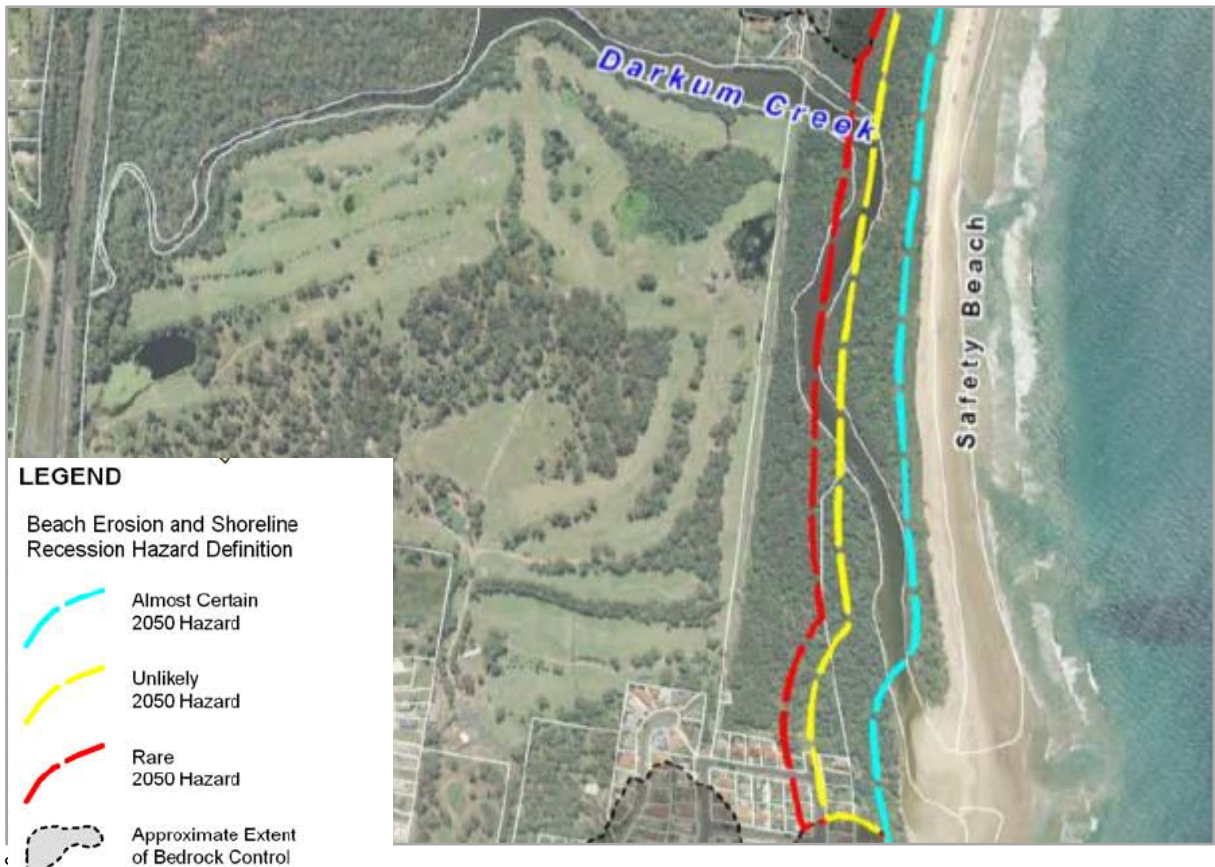 Darkum Creek
Safety Beach
LEGEND
Beach Erosion and Shoreline
Recession Hazard Definition
Almost Certain
2050 Hazard
Unlikely
2050 Hazard
Rare
2050 Hazard
Approximate Extent
of Bedrock Control